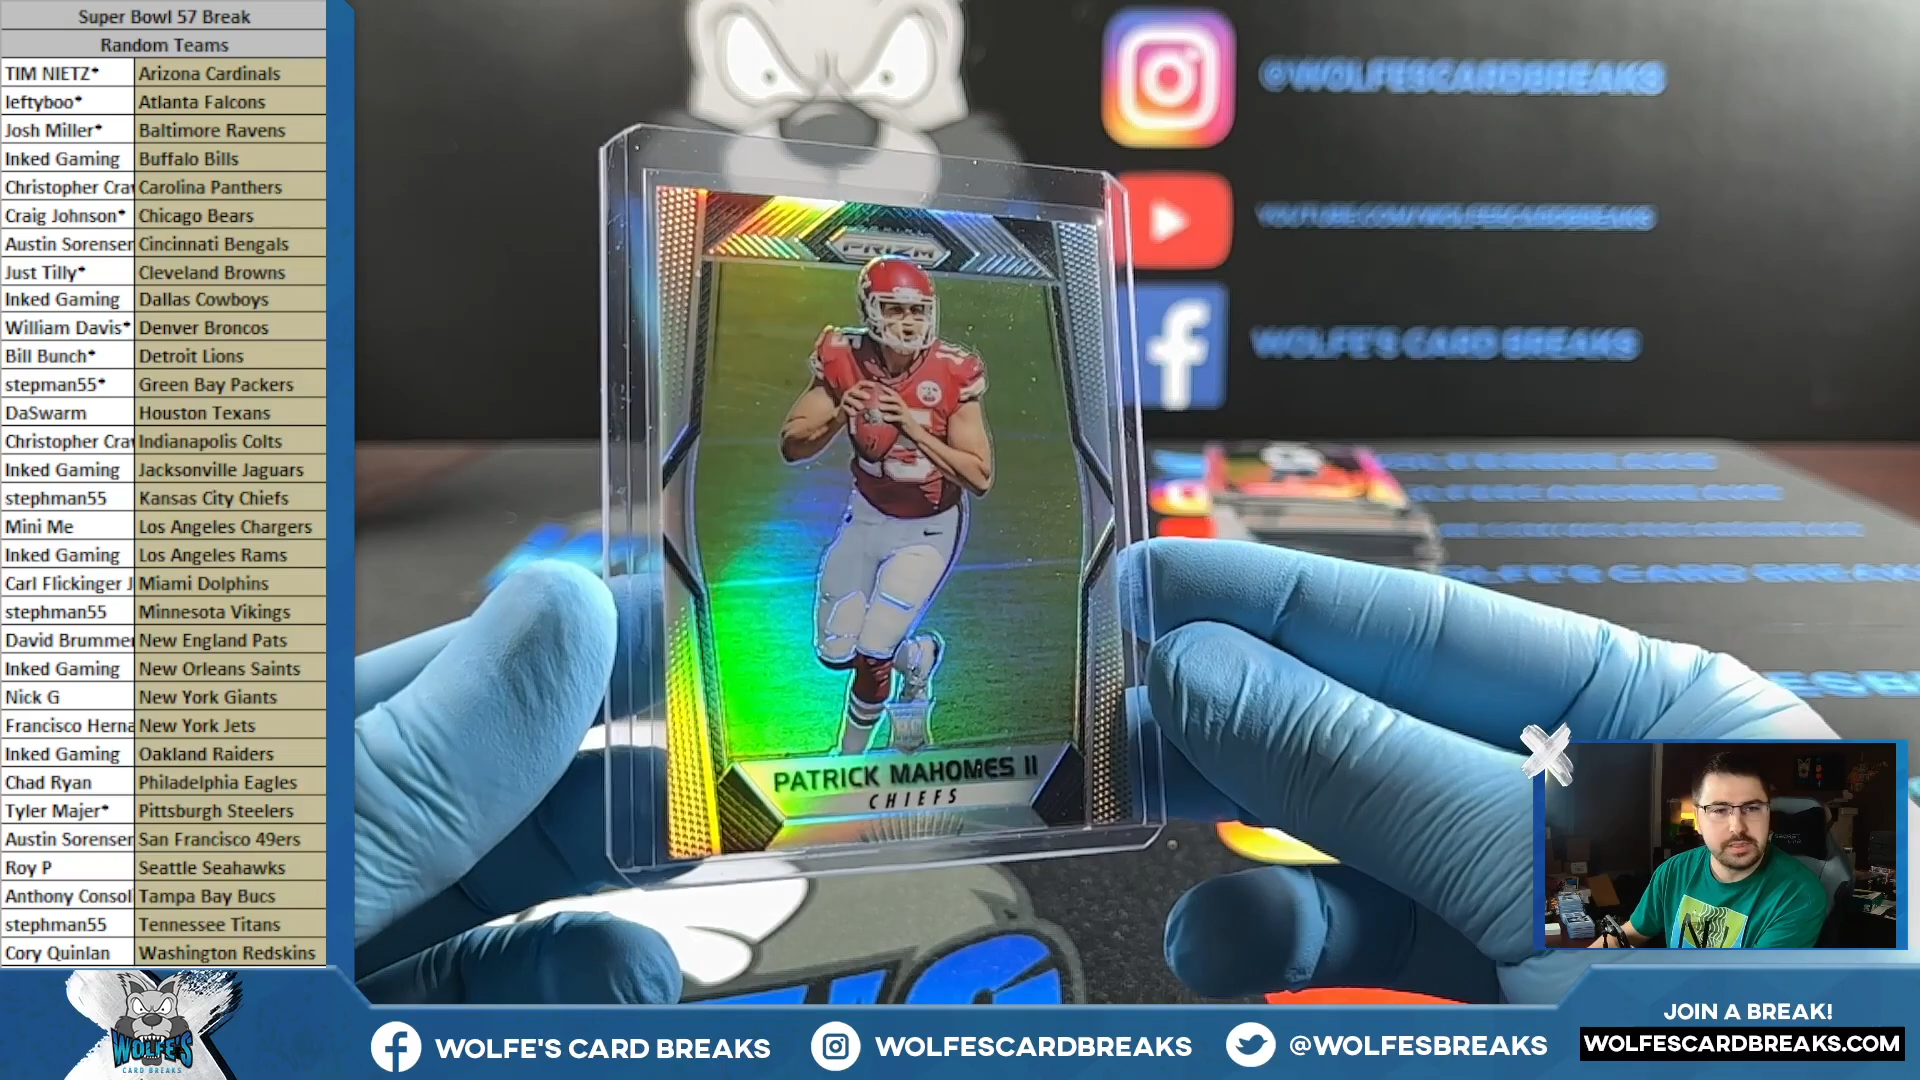 Super Bowl 57 Break
Random Teams
TIM NIETZ* Arizona Cardinals
leftyboo* Atlanta Falcons
Josh Miller* Baltimore Ravens
Inked Gaming Buffalo Bills
Christopher Cra Carolina Panthers
Craig Johnson* Chicago Bears
Austin Sorenser Cincinnati Bengals
Just Tilly* Cleveland Browns
Inked Gaming Dallas Cowboys
William Davis* Denver Broncos
Bill Bunch* Detroit Lions
stepman55* Green Bay Packers
DaSwarm Houston Texans
Christopher Cra Indianapolis Colts
Inked Gaming Jacksonville Jaguars
stephman55 Kansas City Chiefs
Mini Me Los Angeles Chargers
Inked Gaming Los Angeles Rams
Carl Flickinger J Miami Dolphins
stephman55 Minnesota Vikings
David Brummer New England Pats
Inked Gaming New Orleans Saints
Nick G New York Giants
Francisco Herna New York Jets
Inked Gaming Oakland Raiders
Chad Ryan Philadelphia Eagles
Tyler Majer* Pittsburgh Steelers
Austin Sorenser San Francisco 49ers
Roy P Seattle Seahawks
Anthony Consol Tampa Bay Bucs
stephman55 Tennessee Titans
Cory Quinlan Washington Redskins
@WOLFESCARDBREAKS
YOUTUBE.COM/WOLFESCARDBREAKS
WOLFE'S CARD BREAKS
PRIZM
15
15
RC
PATRICK MAHOMES II
CHIEFS
WOLFE'S
CARD BREAKS
WOLFE'S CARD BREAKS
WOLFESCARDBREAKS
@WOLFESBREAKS
JOIN A BREAK!
WOLFESCARDBREAKS.COM